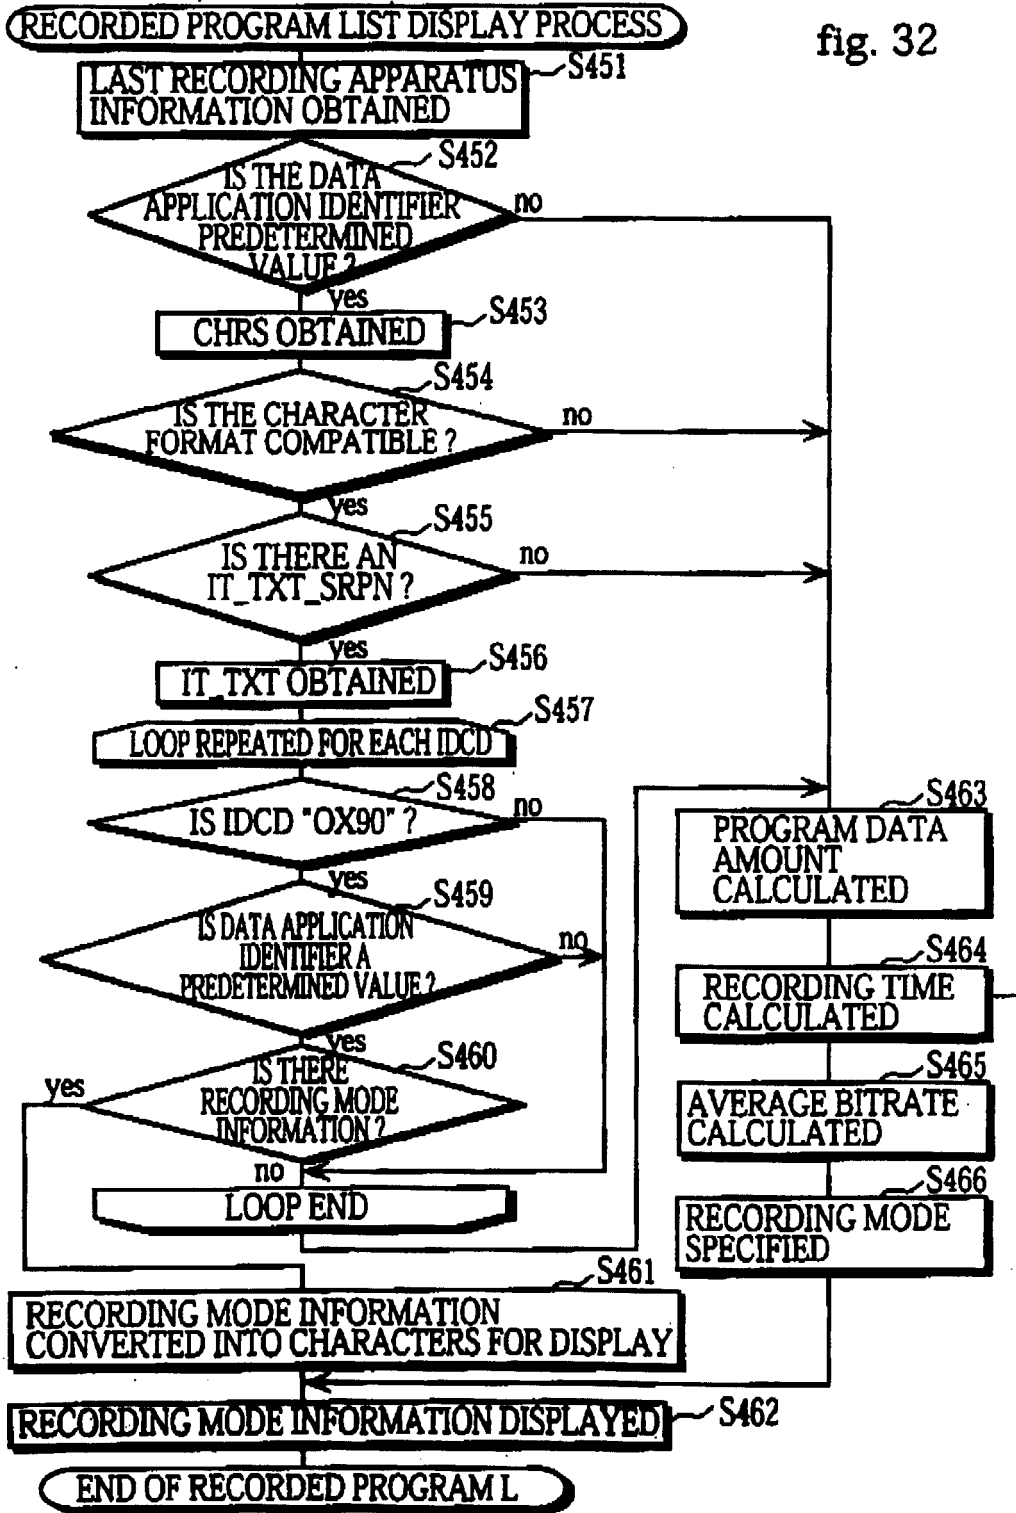 RECORDED PROGRAM LIST DISPLAY PROCESS
fig. 32
S451
LAST RECORDING APPARATUS
INFORMATION OBTAINED
S452
IS THE DATA
APPLICATION IDENTIFIER
PREDETERMINED
VALUE ?
no
yes
S453
CHRS OBTAINED
S454
IS THE CHARACTER
FORMAT COMPATIBLE ?
no
yes
S455
IS THERE AN
IT_TXT_SRPN ?
no
yes
S456
IT_TXT OBTAINED
S457
LOOP REPEATED FOR EACH IDCD
S458
IS IDCD "OX90" ?
no
yes
S459
IS DATA APPLICATION
IDENTIFIER A
PREDETERMINED VALUE ?
no
yes
S460
IS THERE
RECORDING MODE
INFORMATION ?
yes
no
LOOP END
S461
RECORDING MODE INFORMATION
CONVERTED INTO CHARACTERS FOR DISPLAY
S462
RECORDING MODE INFORMATION DISPLAYED
END OF RECORDED PROGRAM L
S463
PROGRAM DATA
AMOUNT
CALCULATED
S464
RECORDING TIME
CALCULATED
S465
AVERAGE BITRATE
CALCULATED
S466
RECORDING MODE
SPECIFIED